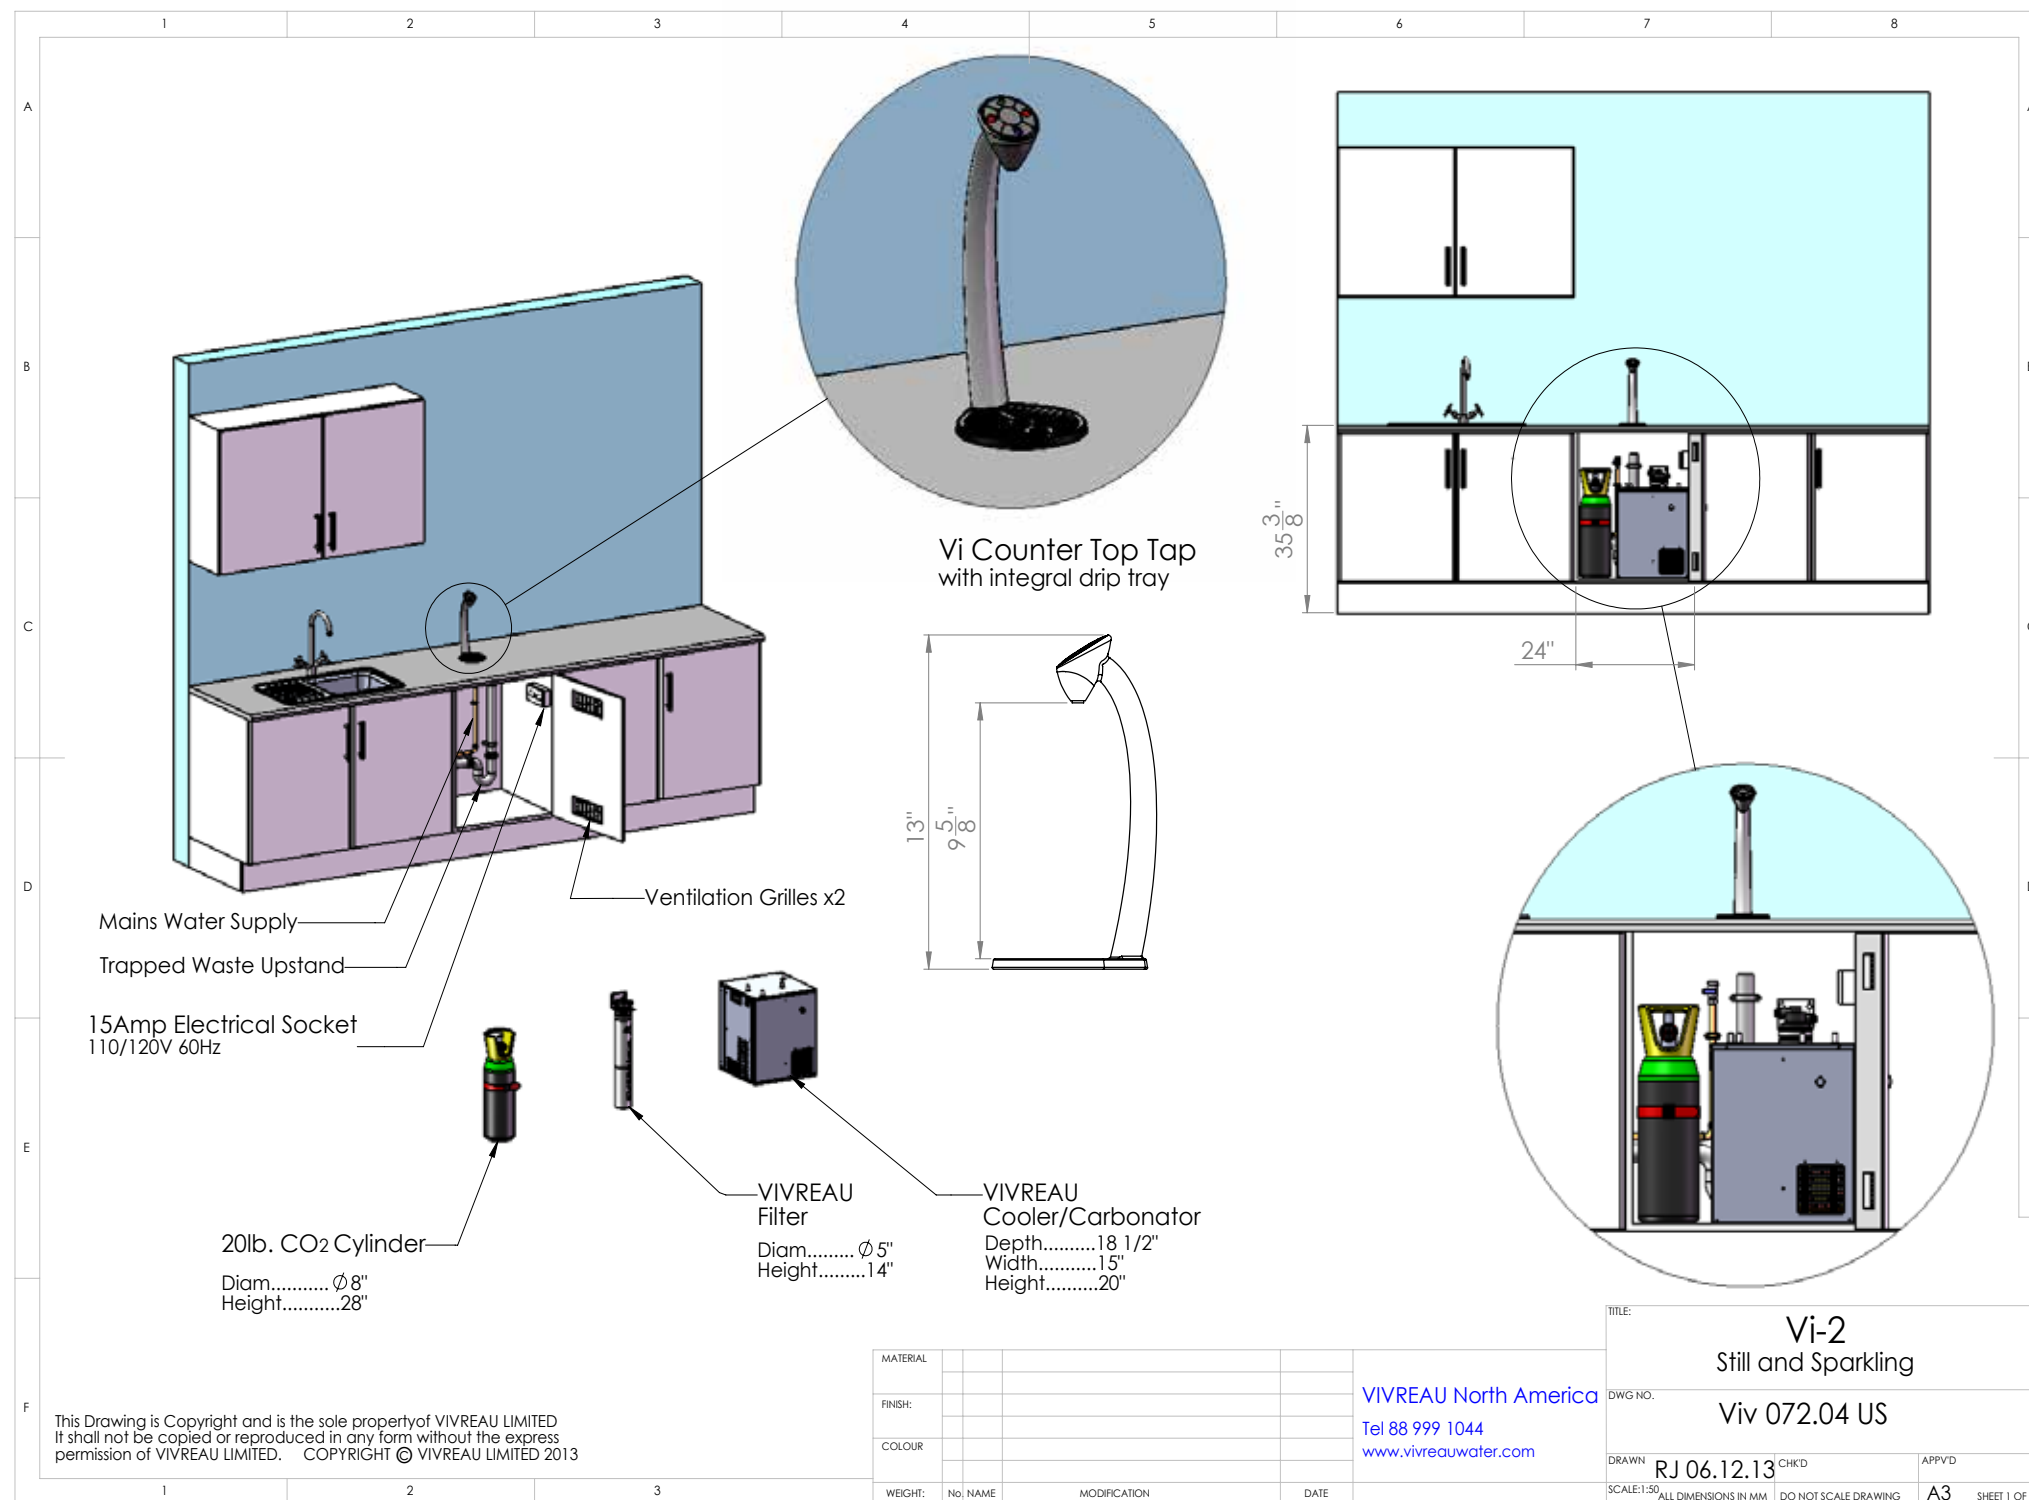 1 2 3 4 5 6 7 8
A
B
C
D
E
F
Vi Counter Top Tap
with integral drip tray
35 3/8"
24"
13"
9 5/8"
Ventilation Grilles x2
Mains Water Supply
Trapped Waste Upstand
15Amp Electrical Socket
110/120V 60Hz
20lb. CO2 Cylinder
Diam........... Ø8"
Height...........28"
VIVREAU
Filter
Diam......... Ø5"
Height.........14"
VIVREAU
Cooler/Carbonator
Depth..........18 1/2"
Width...........15"
Height..........20"
This Drawing is Copyright and is the sole propertyof VIVREAU LIMITED
It shall not be copied or reproduced in any form without the express
permission of VIVREAU LIMITED. COPYRIGHT © VIVREAU LIMITED 2013
1 2 3
MATERIAL
FINISH:
COLOUR
WEIGHT: No. NAME MODIFICATION DATE
VIVREAU North America
Tel 88 999 1044
www.vivreauwater.com
TITLE:
Vi-2
Still and Sparkling
DWG NO.
Viv 072.04 US
DRAWN RJ 06.12.13 CHK'D APPV'D
SCALE:1:50 ALL DIMENSIONS IN MM DO NOT SCALE DRAWING A3 SHEET 1 OF